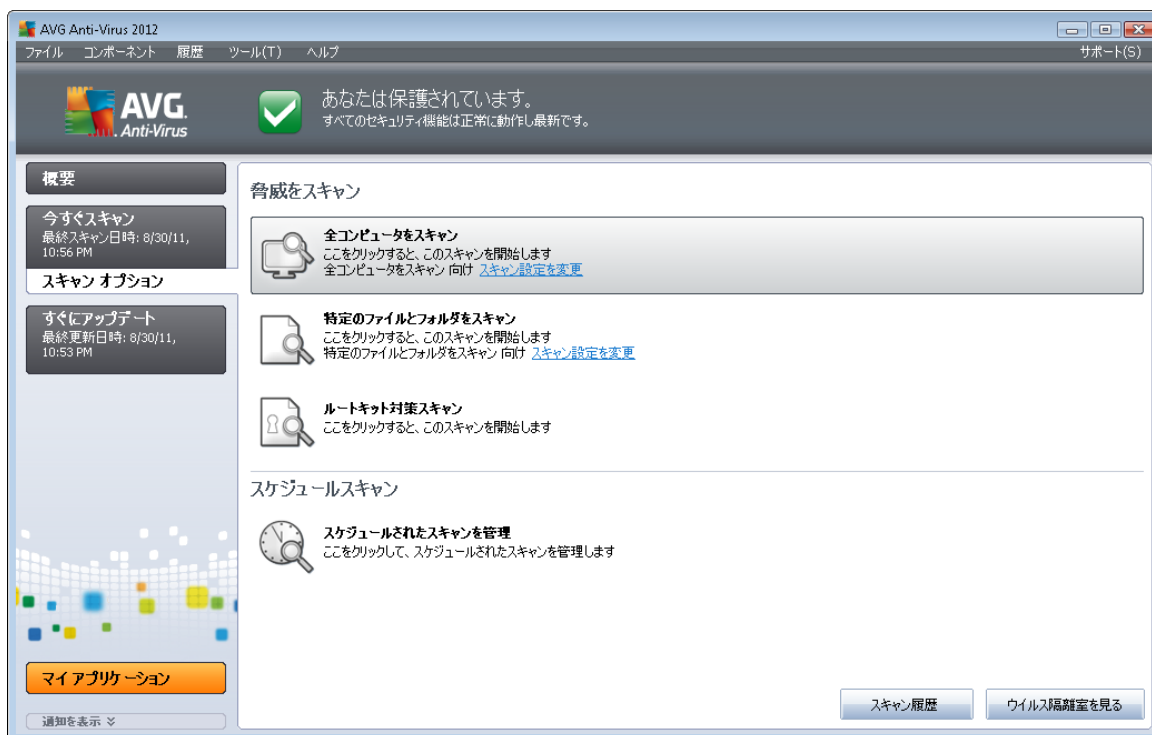 AVG Anti-Virus 2012
ファイル コンポーネント 履歴 ツール(T) ヘルプ サポート(S)
AVG.
Anti-Virus
あなたは保護されています。
すべてのセキュリティ機能は正常に動作し最新です。
概要
今すぐスキャン
最終スキャン日時: 8/30/11,
10:56 PM
スキャン オプション
すぐにアップデート
最終更新日時: 8/30/11,
10:53 PM
マイ アプリケーション
通知を表示
脅威をスキャン
全コンピュータをスキャン
ここをクリックすると、このスキャンを開始します
全コンピュータをスキャン 向け スキャン設定を変更
特定のファイルとフォルダをスキャン
ここをクリックすると、このスキャンを開始します
特定のファイルとフォルダをスキャン 向け スキャン設定を変更
ルートキット対策スキャン
ここをクリックすると、このスキャンを開始します
スケジュールスキャン
スケジュールされたスキャンを管理
ここをクリックして、スケジュールされたスキャンを管理します
スキャン履歴
ウイルス隔離室を見る